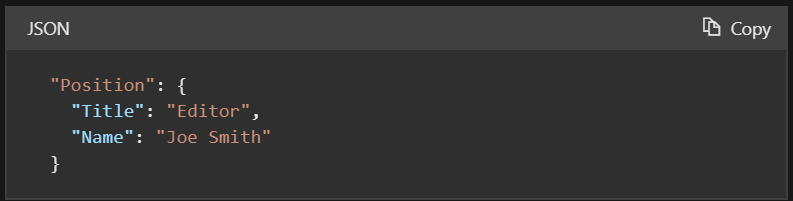 JSON
Copy
"Position": {
"Title": "Editor",
"Name": "Joe Smith"
}